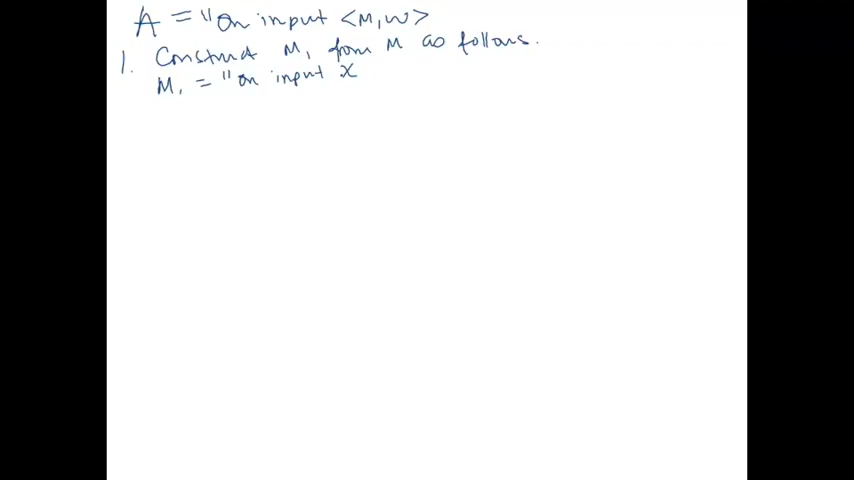 A = "On input <M, w>
1. Construct M₁ from M as follows.
M₁ = "On input x